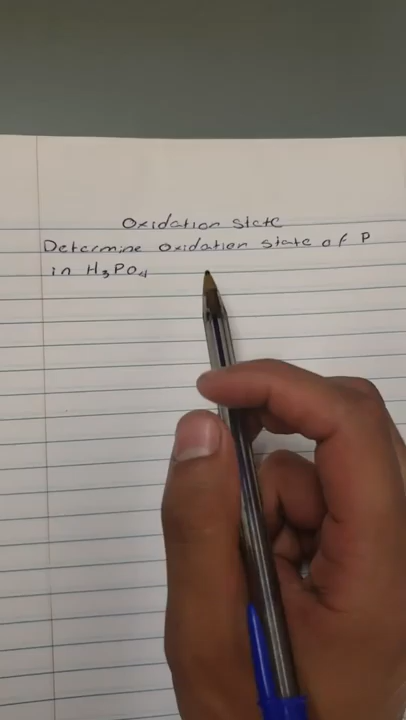 Oxidation State
Determine Oxidation state of P
in H₃PO₄